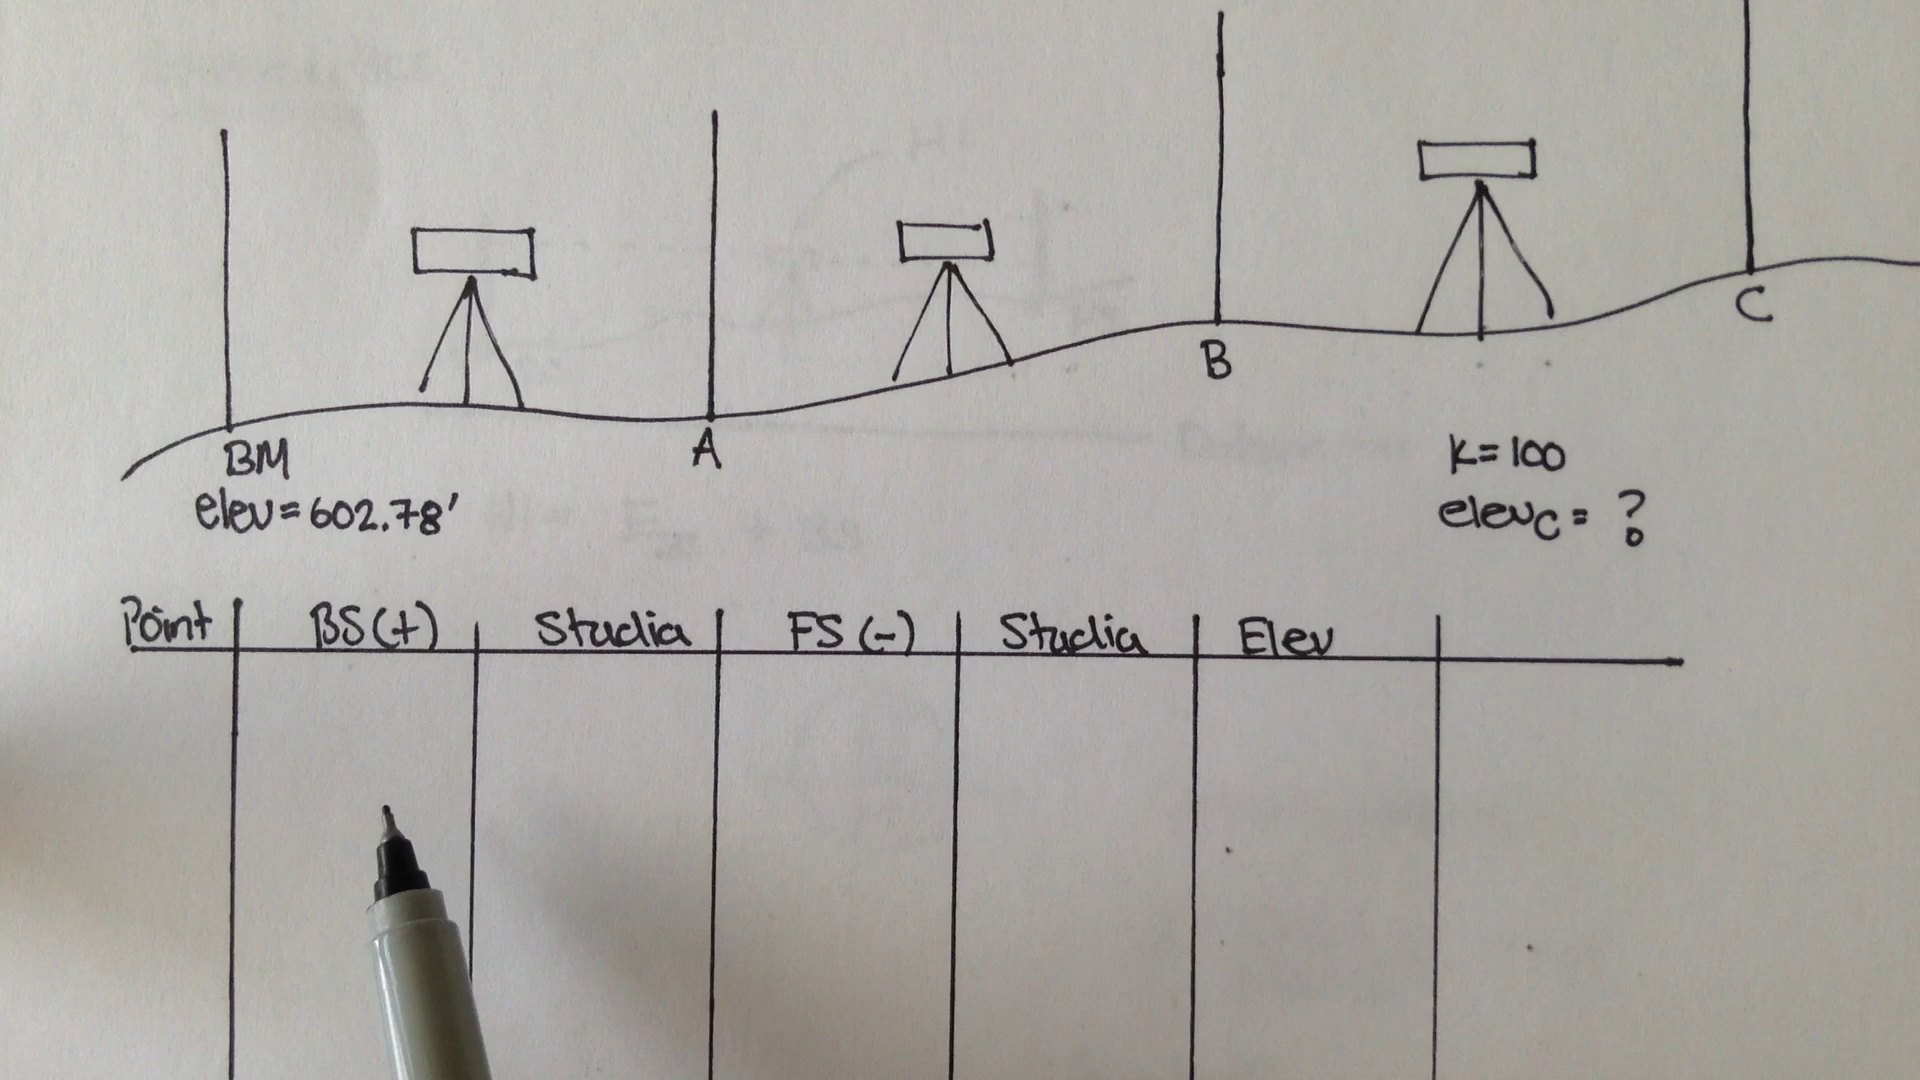 B
C
BM
A
K=100
elev=602.78'
elevC= ?
Point BS(+) Stadia FS(-) Stadia Elev